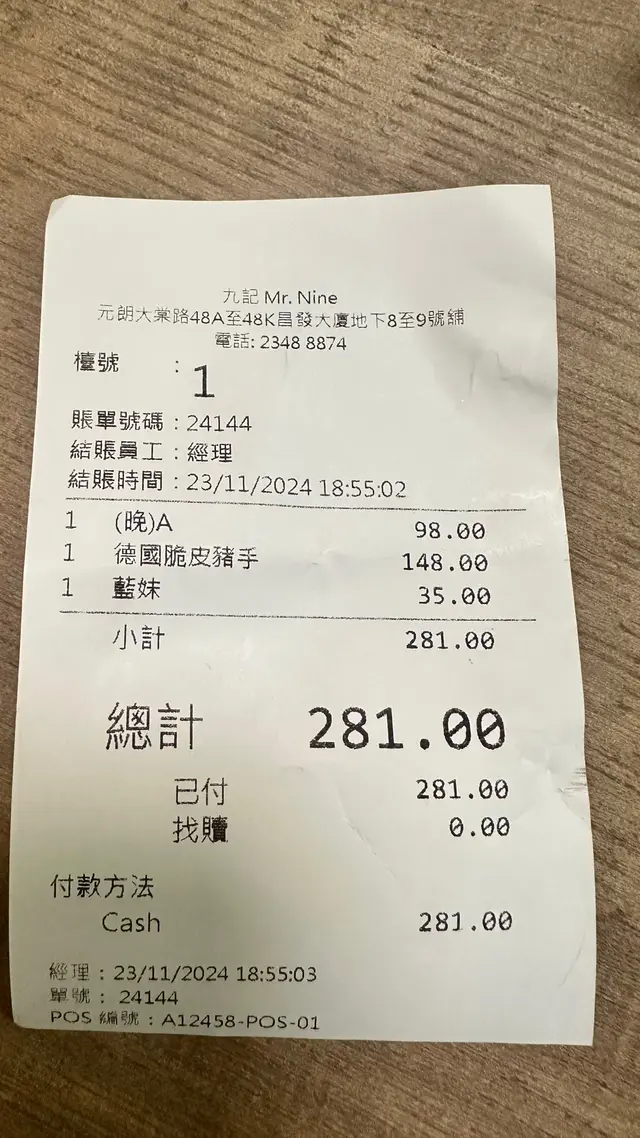 九記 Mr. Nine
元朗大棠路48A至48K昌發大廈地下8至9號舖
電話: 2348 8874
檯號 : 1
賬單號碼 : 24144
結賬員工 : 經理
結賬時間 : 23/11/2024 18:55:02
1 (晚)A 98.00
1 德國脆皮豬手 148.00
1 藍妹 35.00
小計 281.00
總計 281.00
已付 281.00
找贖 0.00
付款方法
Cash 281.00
經理 : 23/11/2024 18:55:03
單號 : 24144
POS 編號 : A12458-POS-01